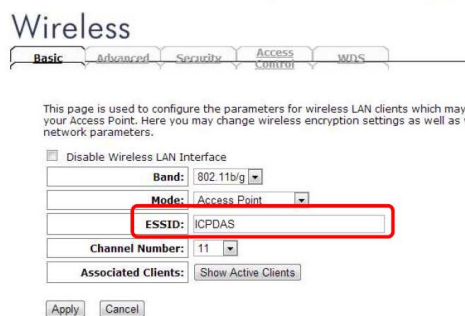 Wireless
Basic Advanced Security Access Control WDS
This page is used to configure the parameters for wireless LAN clients which may
your Access Point. Here you may change wireless encryption settings as well as
network parameters.
Disable Wireless LAN Interface
Band: 802.11b/g
Mode: Access Point
ESSID: ICPDAS
Channel Number: 11
Associated Clients: Show Active Clients
Apply Cancel